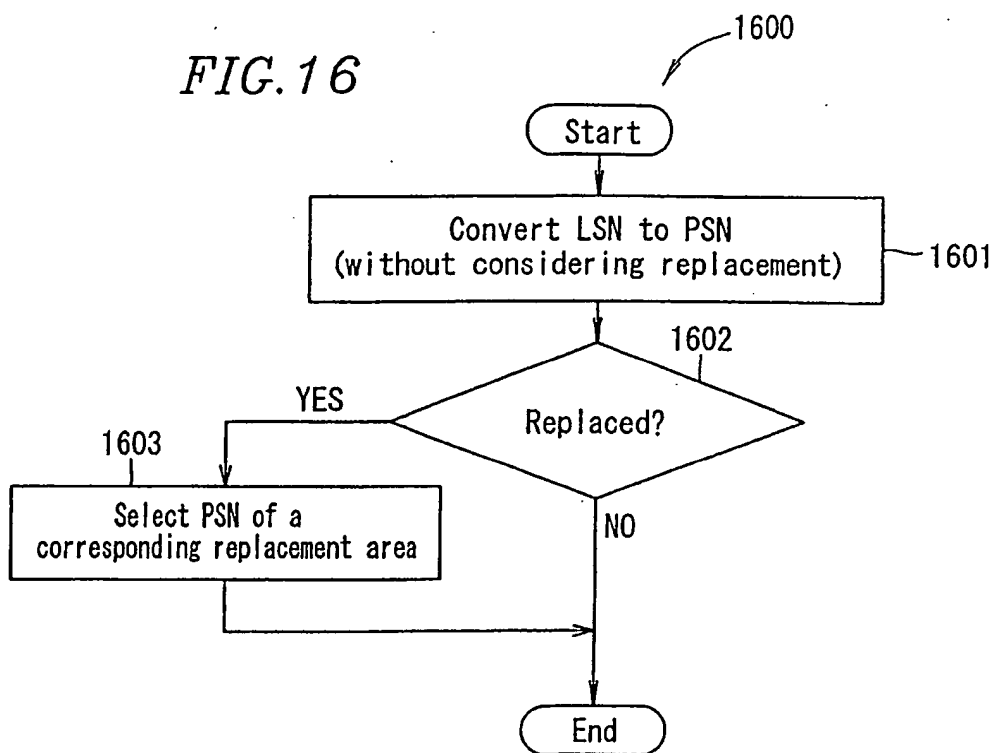 FIG.16
1600
Start
Convert LSN to PSN
(without considering replacement)
1601
1602
YES
Replaced?
1603
Select PSN of a
corresponding replacement area
NO
End